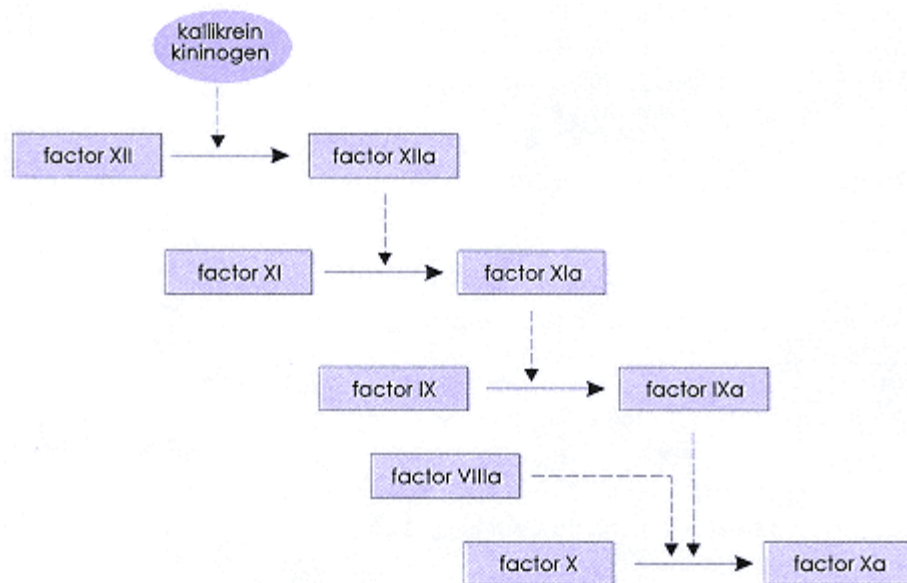 kallikrein
kininogen
factor XII
factor XIIa
factor XI
factor XIa
factor IX
factor IXa
factor VIIIa
factor X
factor Xa